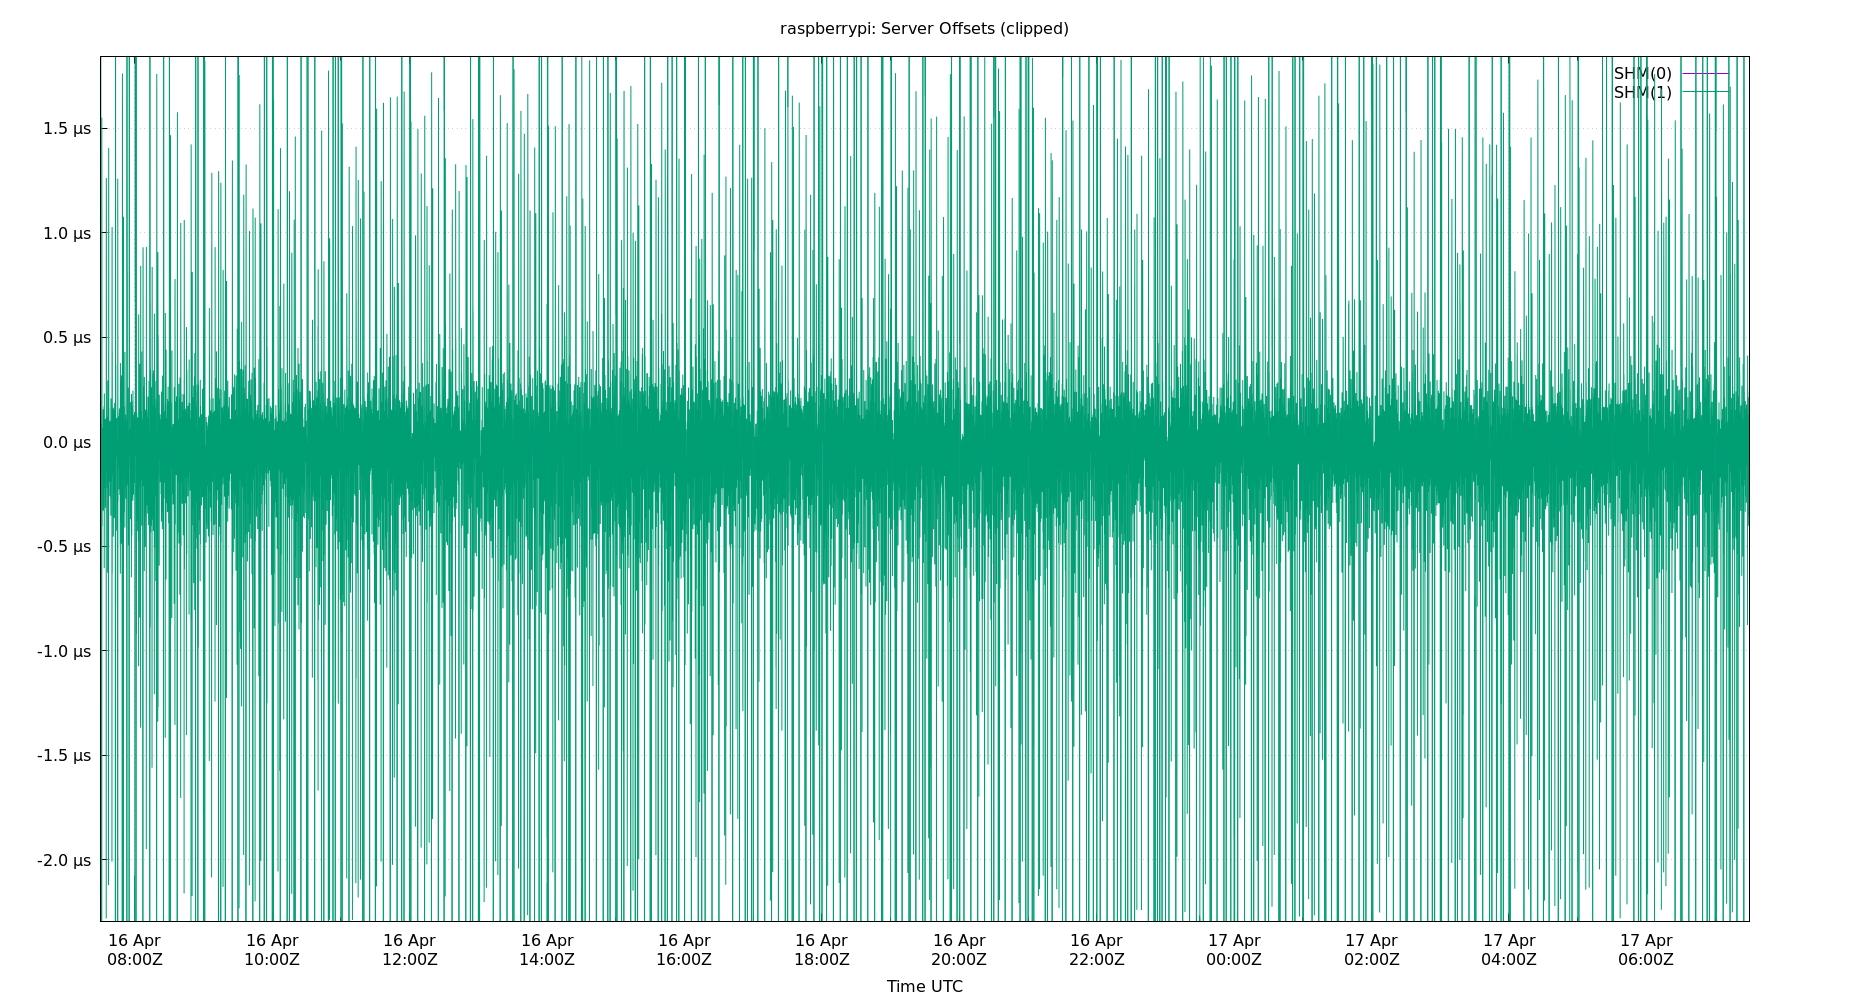 raspberrypi: Server Offsets (clipped)
SHM(0)
SHM(1)
1.5 µs
1.0 µs
0.5 µs
0.0 µs
-0.5 µs
-1.0 µs
-1.5 µs
-2.0 µs
16 Apr 16 Apr 16 Apr 16 Apr 16 Apr 16 Apr 16 Apr 16 Apr 17 Apr 17 Apr 17 Apr 17 Apr
08:00Z 10:00Z 12:00Z 14:00Z 16:00Z 18:00Z 20:00Z 22:00Z 00:00Z 02:00Z 04:00Z 06:00Z
Time UTC